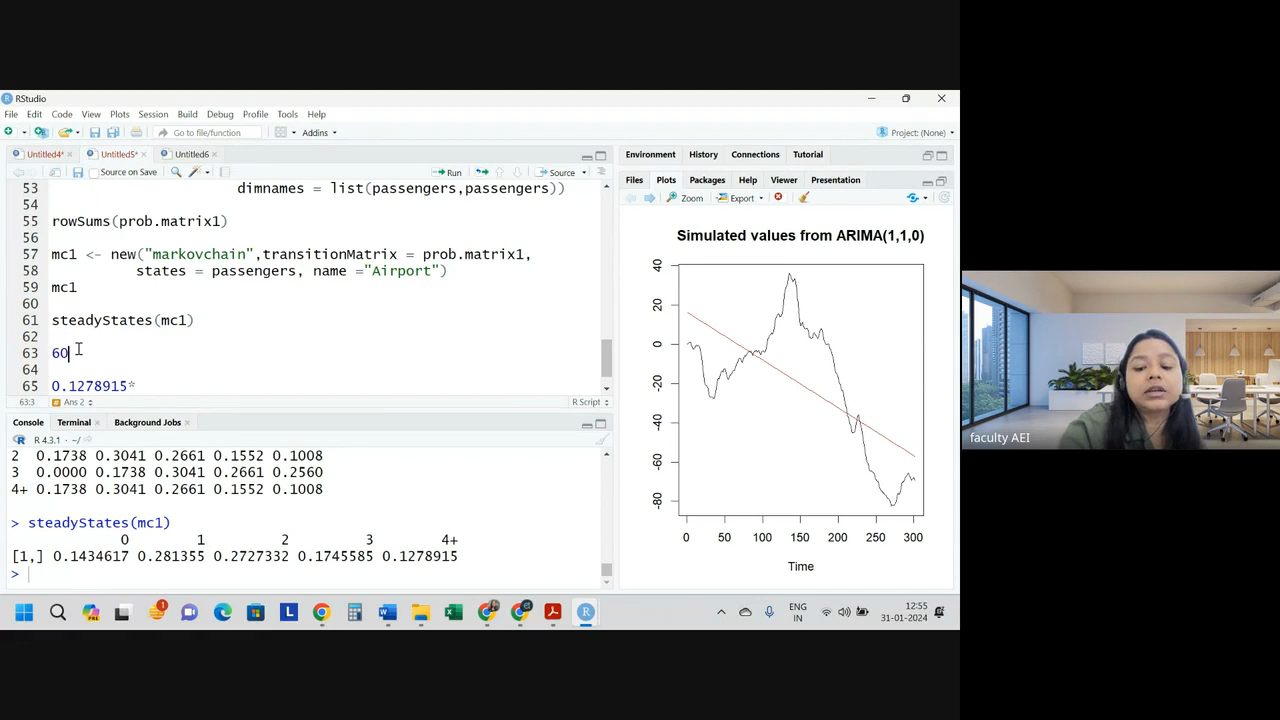 RStudio
File Edit Code View Plots Session Build Debug Profile Tools Help
Go to file/function Addins Project: (None)
Untitled4* Untitled5* Untitled6
Source on Save Run Source
53 dimnames = list(passengers,passengers))
54
55 rowSums(prob.matrix1)
56
57 mc1 <- new("markovchain",transitionMatrix = prob.matrix1,
58 states = passengers, name ="Airport")
59 mc1
60
61 steadyStates(mc1)
62
63 60
64
65 0.1278915*
63:3 Ans 2 R Script
Console Terminal Background Jobs
R 4.3.1 · ~/
2 0.1738 0.3041 0.2661 0.1552 0.1008
3 0.0000 0.1738 0.3041 0.2661 0.2560
4+ 0.1738 0.3041 0.2661 0.1552 0.1008
> steadyStates(mc1)
0 1 2 3 4+
[1,] 0.1434617 0.281355 0.2727332 0.1745585 0.1278915
>
Environment History Connections Tutorial
Files Plots Packages Help Viewer Presentation
Zoom Export
Simulated values from ARIMA(1,1,0)
40
20
0
-20
-40
-60
-80
0 50 100 150 200 250 300
Time
faculty AEI
ENG
IN
12:55
31-01-2024